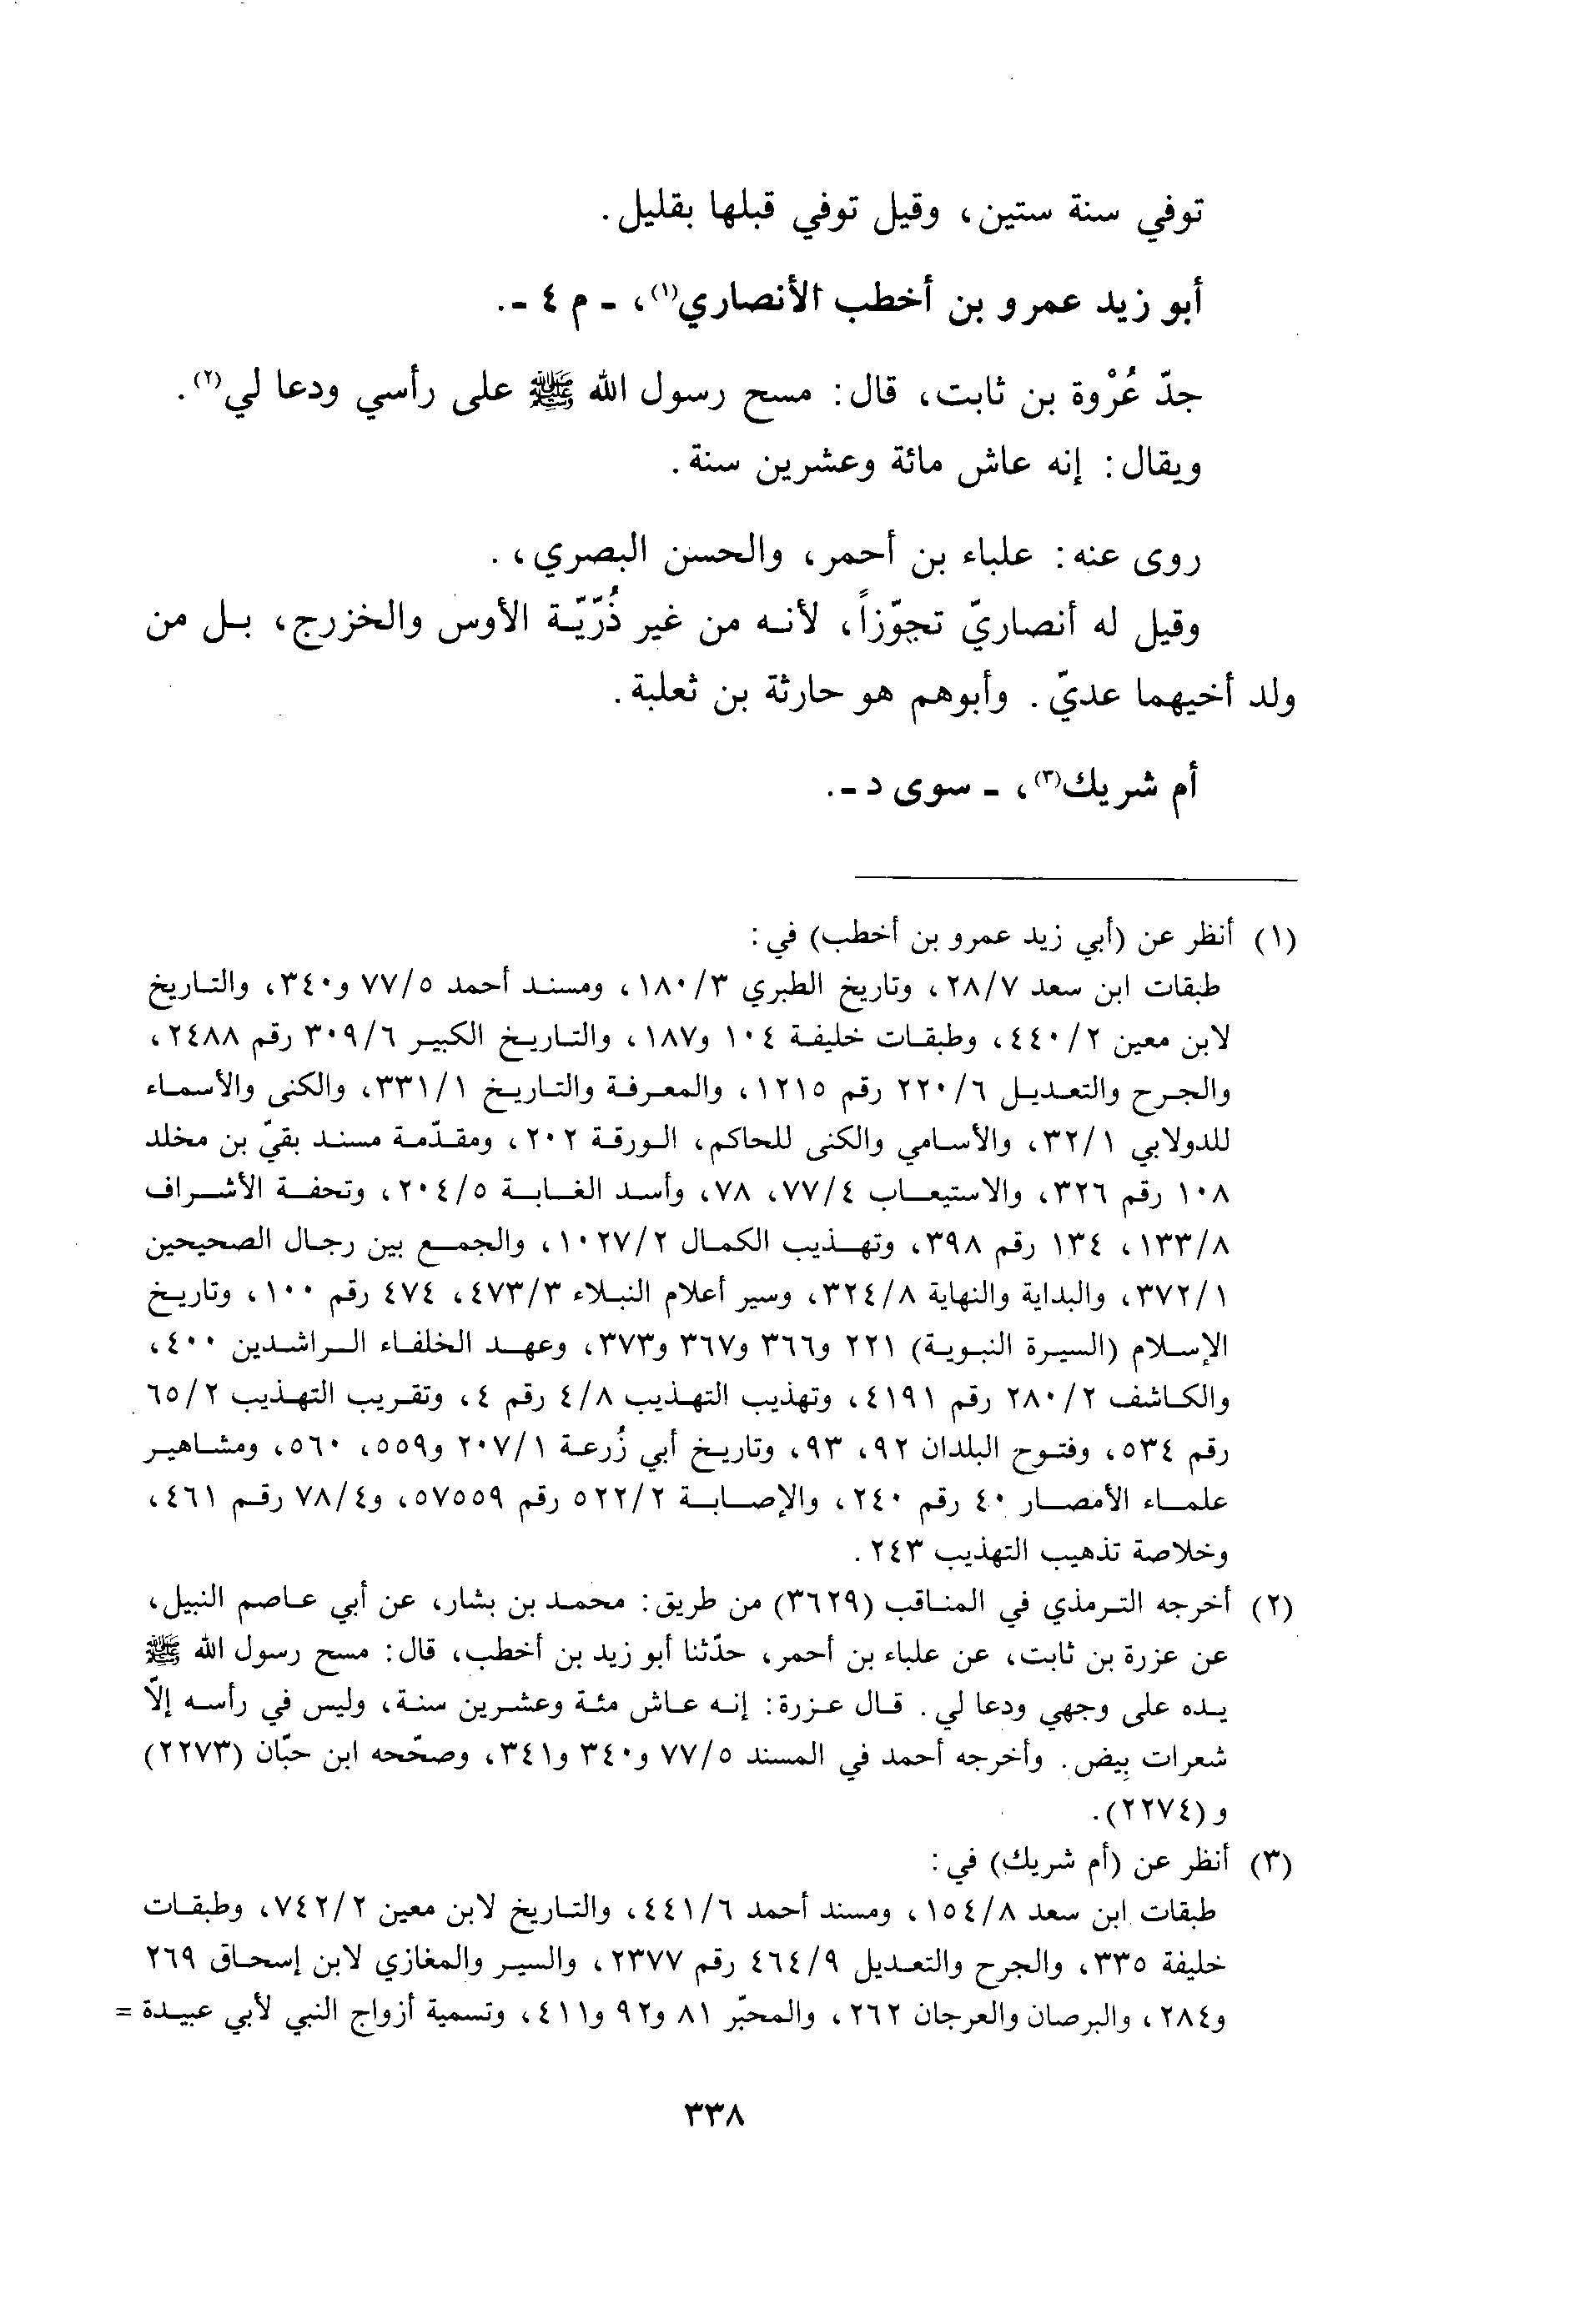 توفي سنة ستين، وقيل توفي قبلها بقليل.
أبو زيد عمرو بن أخطب الأنصاري(١)، ـ م ٤ ـ.
جدّ عُرْوة بن ثابت، قال: مسح رسول الله ﷺ على رأسي ودعا لي(٢).
ويقال: إنه عاش مائة وعشرين سنة.
روى عنه: علباء بن أحمر، والحسن البصري، .
وقيل له أنصاريّ تجوّزاً، لأنه من غير ذُرّيّة الأوس والخزرج، بل من
ولد أخيهما عديّ. وأبوهم هو حارثة بن ثعلبة.
أم شريك(٣)، ـ سوى د ـ.
(١) أنظر عن (أبي زيد عمرو بن أخطب) في:
طبقات ابن سعد ٢٨/٧، وتاريخ الطبري ١٨٠/٣، ومسند أحمد ٧٧/٥ و٣٤٠، والتاريخ
لابن معين ٤٤٠/٢، وطبقات خليفة ١٠٤ و١٨٧، والتاريخ الكبير ٣٠٩/٦ رقم ٢٤٨٨،
والجرح والتعديل ٢٢٠/٦ رقم ١٢١٥، والمعرفة والتاريخ ٣٣١/١، والكنى والأسماء
للدولابي ٣٢/١، والأسامي والكنى للحاكم، الورقة ٢٠٢، ومقدّمة مسند بقيّ بن مخلد
١٠٨ رقم ٣٢٦، والاستيعاب ٧٧/٤، ٧٨، وأسد الغابة ٢٠٤/٥، وتحفة الأشراف
١٣٣/٨، ١٣٤ رقم ٣٩٨، وتهذيب الكمال ١٠٢٧/٢، والجمع بين رجال الصحيحين
٣٧٢/١، والبداية والنهاية ٣٢٤/٨، وسير أعلام النبلاء ٤٧٣/٣، ٤٧٤ رقم ١٠٠، وتاريخ
الإسلام (السيرة النبوية) ٢٢١ و٣٦٦ و٣٦٧ و٣٧٣، وعهد الخلفاء الراشدين ٤٠٠،
والكاشف ٢٨٠/٢ رقم ٤١٩١، وتهذيب التهذيب ٤/٨ رقم ٤، وتقريب التهذيب ٦٥/٢
رقم ٥٣٤، وفتوح البلدان ٩٢، ٩٣، وتاريخ أبي زُرعة ٢٠٧/١ و٥٥٩، ٥٦٠، ومشاهير
علماء الأمصار ٤٠ رقم ٢٤٠، والإصابة ٥٢٢/٢ رقم ٥٧٥٥٩، و٧٨/٤ رقم ٤٦١،
وخلاصة تذهيب التهذيب ٢٤٣.
(٢) أخرجه الترمذي في المناقب (٣٦٢٩) من طريق: محمد بن بشار، عن أبي عاصم النبيل،
عن عزرة بن ثابت، عن علباء بن أحمر، حدّثنا أبو زيد بن أخطب، قال: مسح رسول الله ﷺ
يده على وجهي ودعا لي. قال عزرة: إنه عاش مئة وعشرين سنة، وليس في رأسه إلّا
شعرات بِيض. وأخرجه أحمد في المسند ٧٧/٥ و٣٤٠ و٣٤١، وصحّحه ابن حبّان (٢٢٧٣)
و (٢٢٧٤).
(٣) أنظر عن (أم شريك) في:
طبقات ابن سعد ١٥٤/٨، ومسند أحمد ٤٤١/٦، والتاريخ لابن معين ٧٤٢/٢، وطبقات
خليفة ٣٣٥، والجرح والتعديل ٤٦٤/٩ رقم ٢٣٧٧، والسير والمغازي لابن إسحاق ٢٦٩
و٢٨٤، والبرصان والعرجان ٢٦٢، والمحبّر ٨١ و٩٢ و٤١١، وتسمية أزواج النبي لأبي عبيدة =
٣٣٨